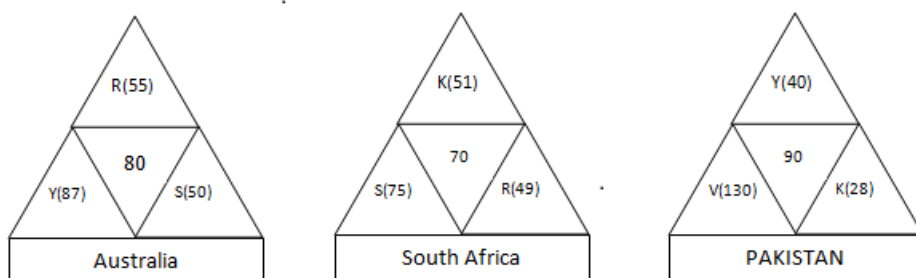 R(55)
80
Y(87)
S(50)
Australia
K(51)
70
S(75)
R(49)
South Africa
Y(40)
90
V(130)
K(28)
PAKISTAN